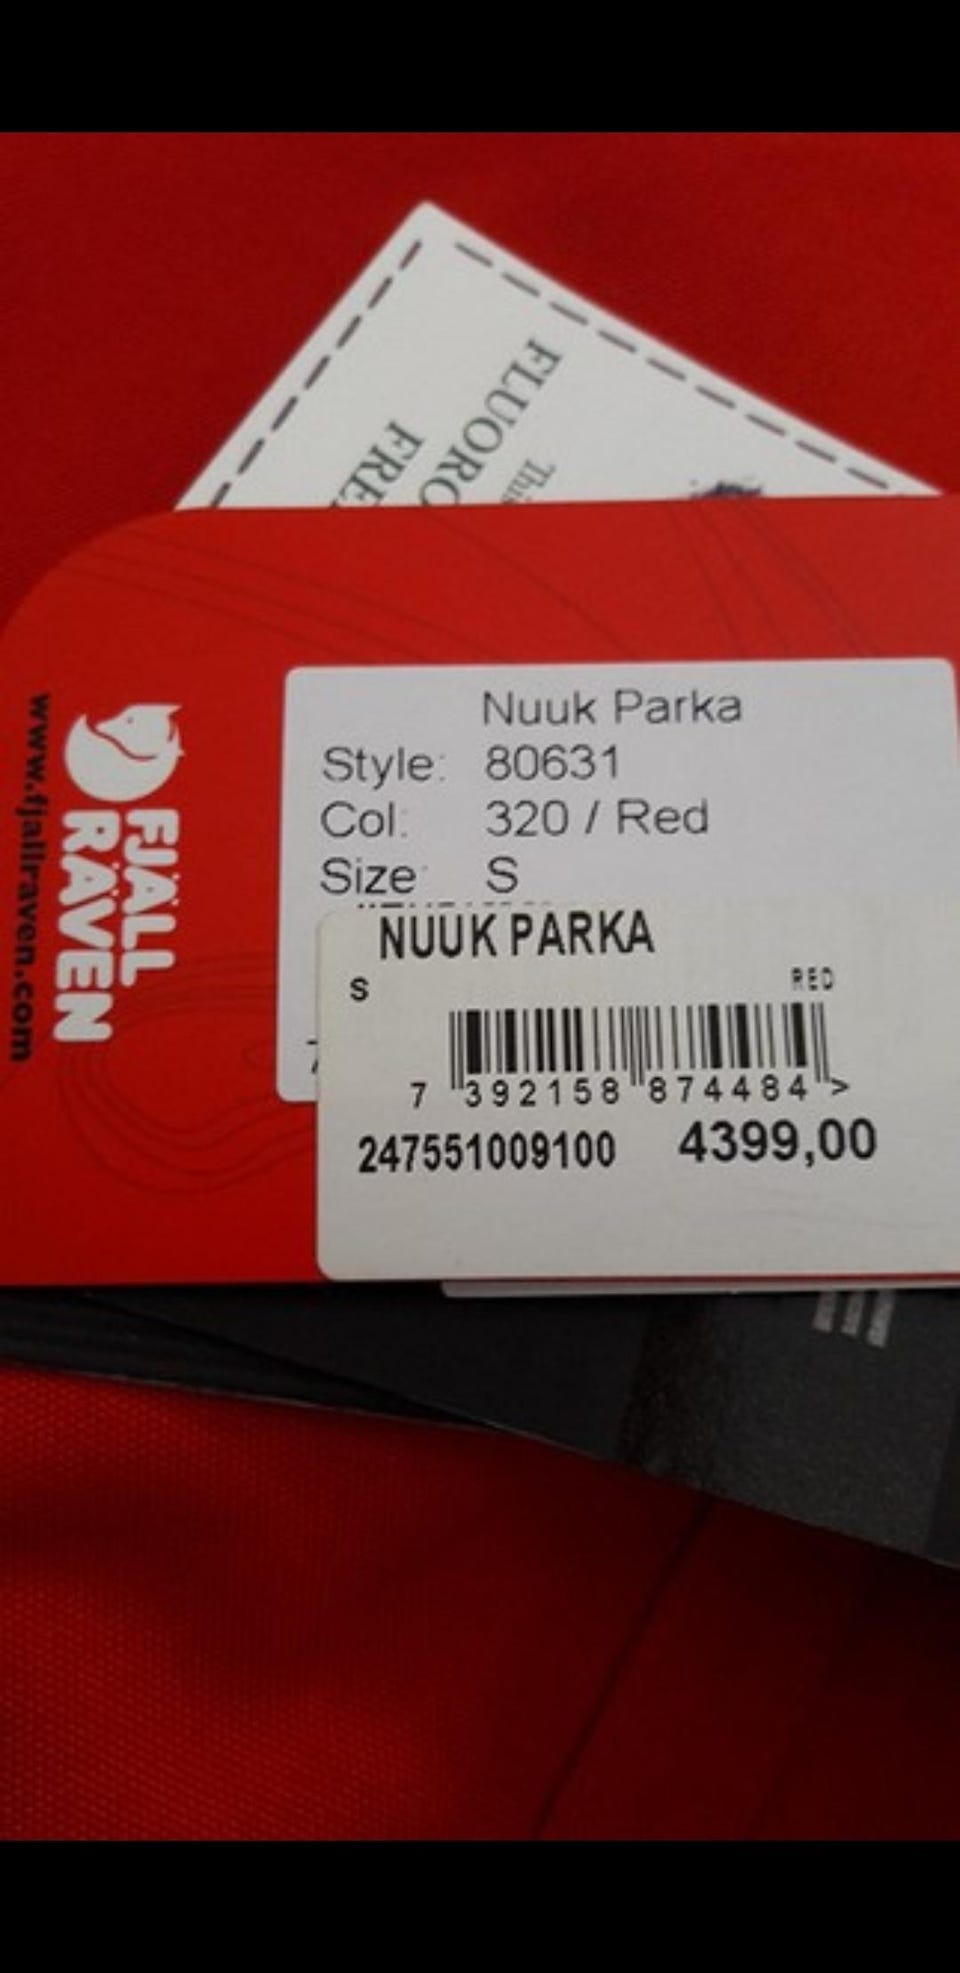 FLUORO
FRE
This
www.fjallraven.com
FJÄLL
RÄVEN
Nuuk Parka
Style: 80631
Col: 320 / Red
Size: S
NUUK PARKA
S RED
7 392158 874484 >
247551009100 4399,00